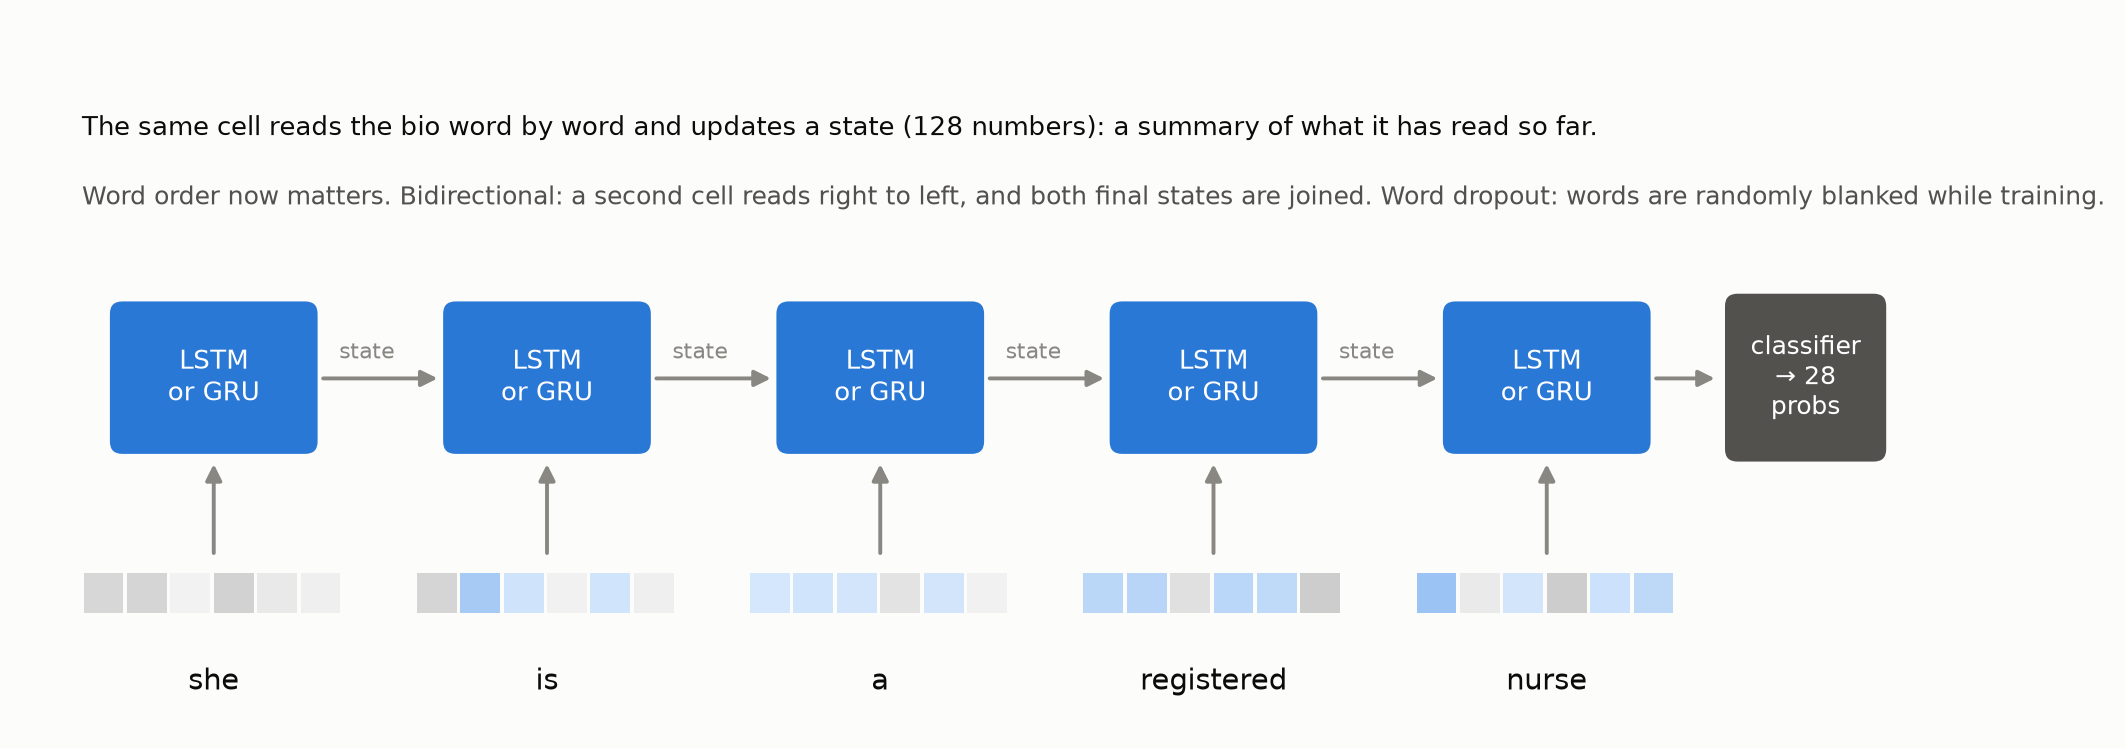 The same cell reads the bio word by word and updates a state (128 numbers): a summary of what it has read so far.
Word order now matters. Bidirectional: a second cell reads right to left, and both final states are joined. Word dropout: words are randomly blanked while training.
LSTM
or GRU
state
LSTM
or GRU
state
LSTM
or GRU
state
LSTM
or GRU
state
LSTM
or GRU
classifier
→ 28
probs
she
is
a
registered
nurse